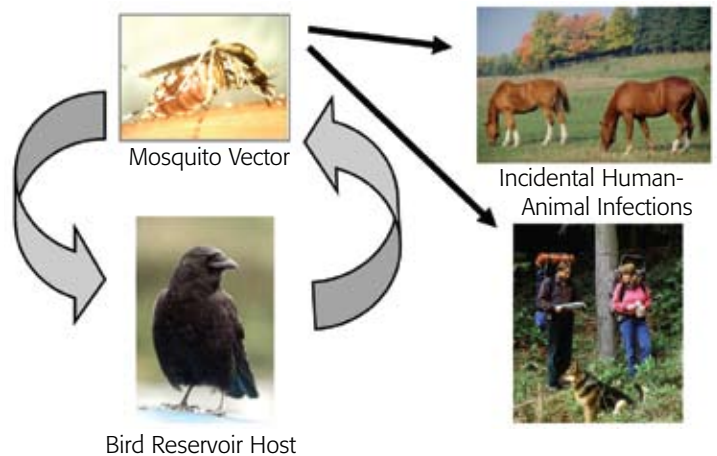 Mosquito Vector
Incidental Human-
Animal Infections
Bird Reservoir Host